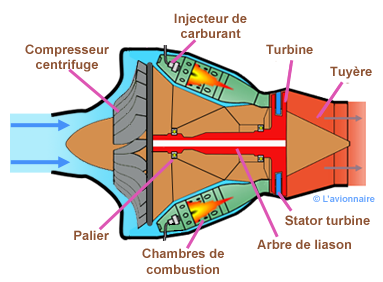 Injecteur de
carburant
Compresseur
centrifuge
Turbine
Tuyère
© L'avionnaire
Stator turbine
Palier
Arbre de liason
Chambres de
combustion